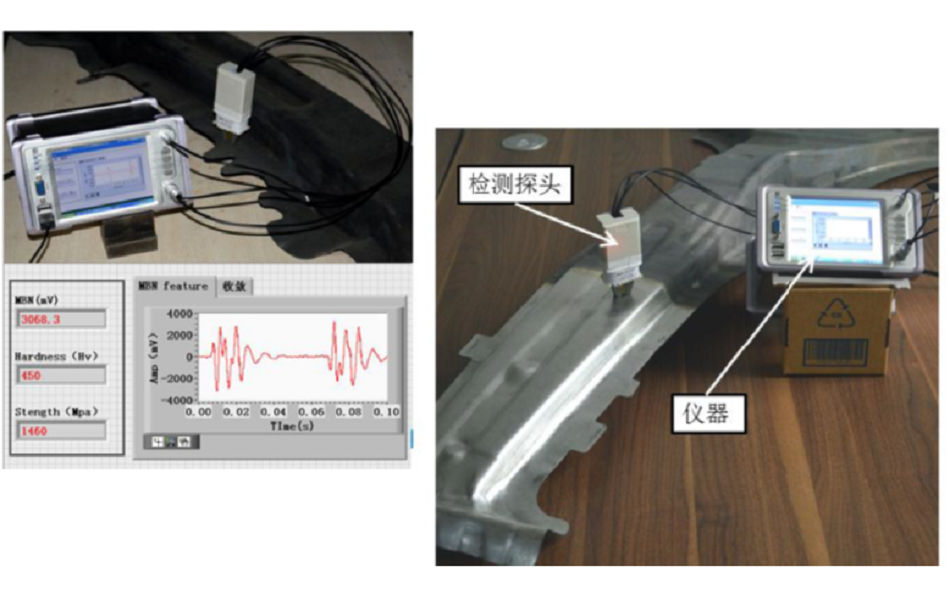 MBN(mV)
3068.3
Hardness (Hv)
450
Stength (Mpa)
1460
MBN feature
收敛
Amp (mV)
4000
2000
0
-2000
-4000
0.00 0.02 0.04 0.06 0.08 0.10
TIme(s)
检测探头
仪器